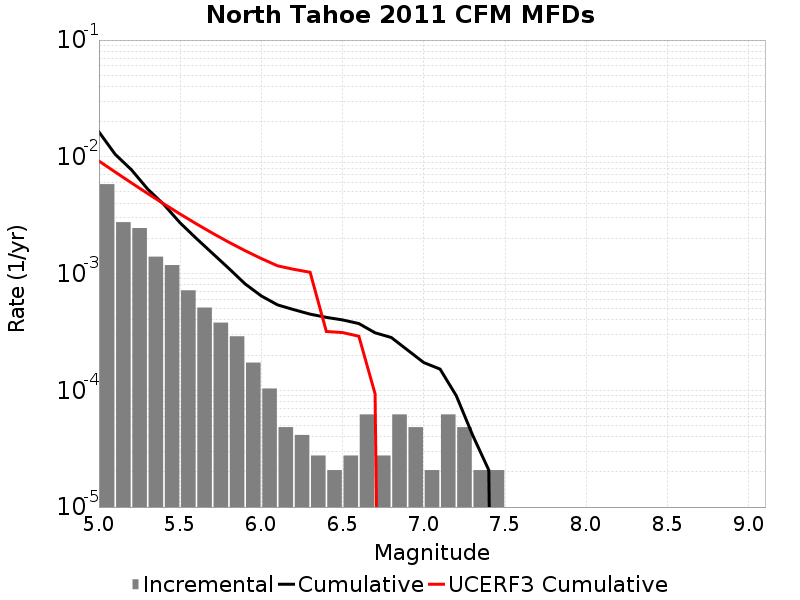 North Tahoe 2011 CFM MFDs
10-1
10-2
10-3
10-4
10-5
Rate (1/yr)
5.0 5.5 6.0 6.5 7.0 7.5 8.0 8.5 9.0
Magnitude
Incremental Cumulative UCERF3 Cumulative